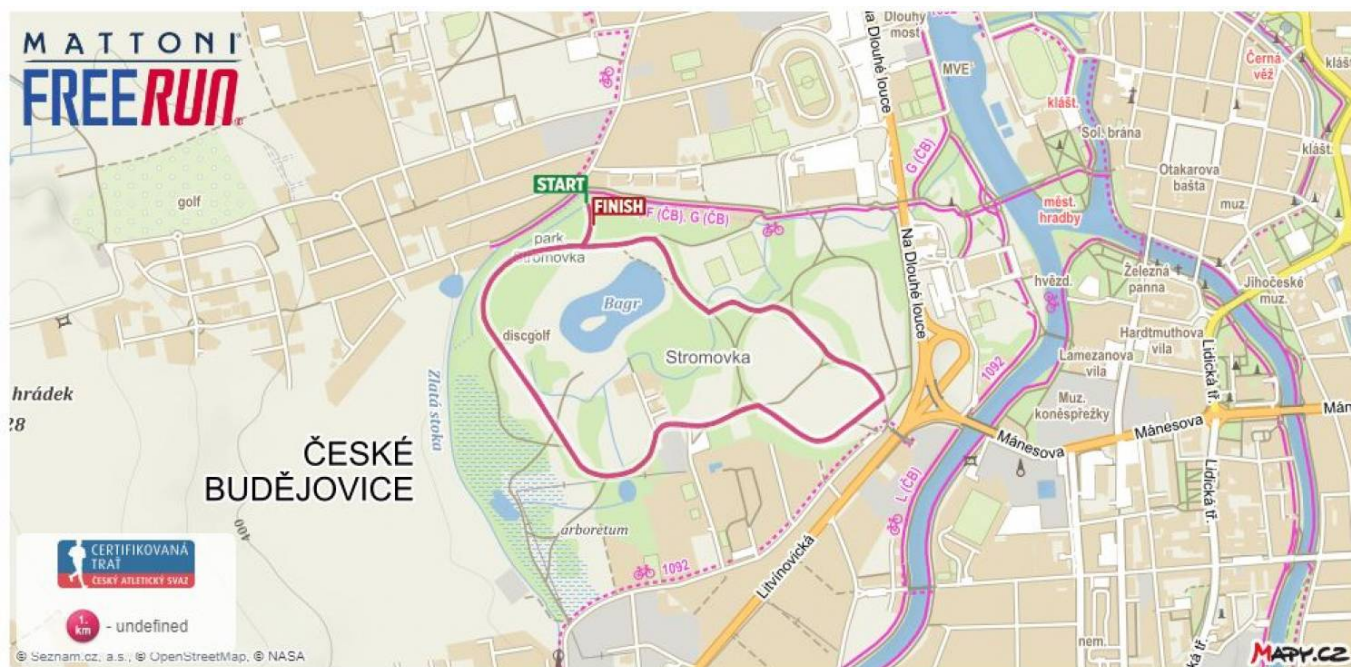 MATTONI
FREERUN
golf
START
FINISH
F (ČB), G (ČB)
park
Stromovka
Bagr
discgolf
Stromovka
Zlatá stoka
hrádek
28
ČESKÉ
BUDĚJOVICE
400
arboretum
1092
Litvínovická
L (ČB)
1092
Dlouhý
most
MVE
Na Dlouhé louce
G (ČB)
Na Dlouhé louce
klášt.
Sol. brána
Černá
věž
klášt.
klášt.
Otakarova
bašta
muz.
měst.
hradby
hvězd.
Železná
panna
Jihočeské
muz.
Hardtmuthova
vila
Lamezanova
vila
Muz.
koněspřežky
Lidická tř.
Mánesova
Mánesova
Mán
Lidická tř.
nem.
CERTIFIKOVANÁ
TRAŤ
ČESKÝ ATLETICKÝ SVAZ
1.
km
- undefined
© Seznam.cz, a.s., © OpenStreetMap, © NASA
MAPY.CZ